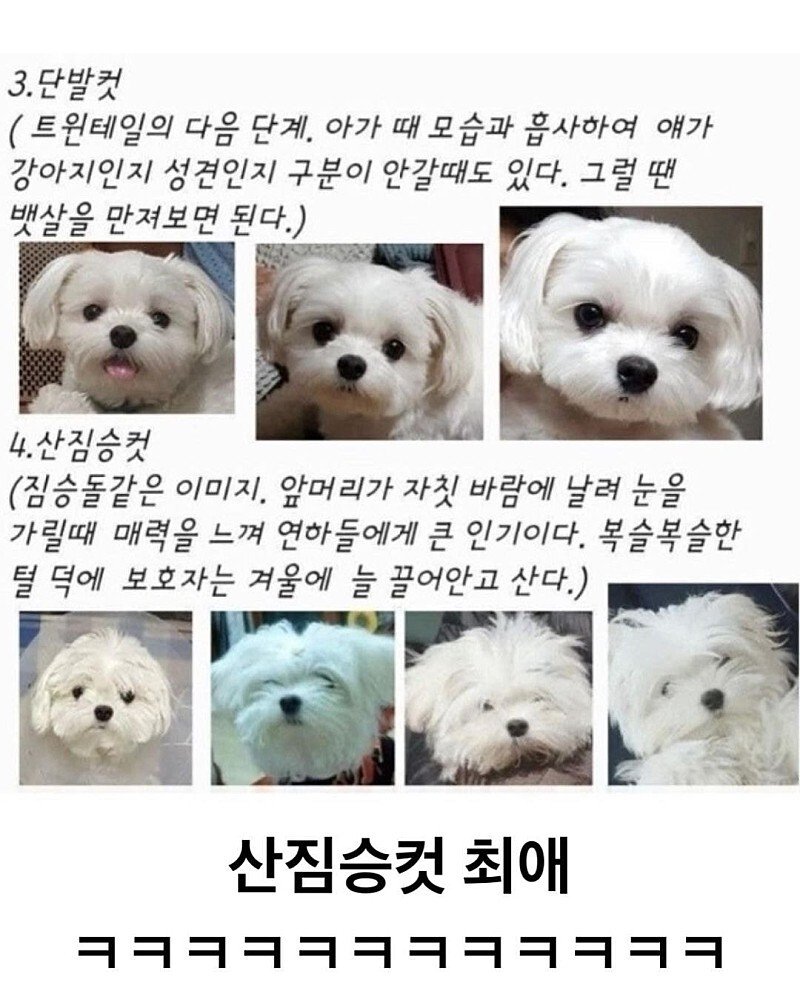 3.단발컷
( 트윈테일의 다음 단계. 아가 때 모습과 흡사하여 얘가
강아지인지 성견인지 구분이 안갈때도 있다. 그럴 땐
뱃살을 만져보면 된다.)
4.산짐승컷
(짐승돌같은 이미지. 앞머리가 자칫 바람에 날려 눈을
가릴때 매력을 느껴 연하들에게 큰 인기이다. 복슬복슬한
털 덕에 보호자는 겨울에 늘 끌어안고 산다.)
산짐승컷 최애
ㅋㅋㅋㅋㅋㅋㅋㅋㅋㅋㅋㅋ